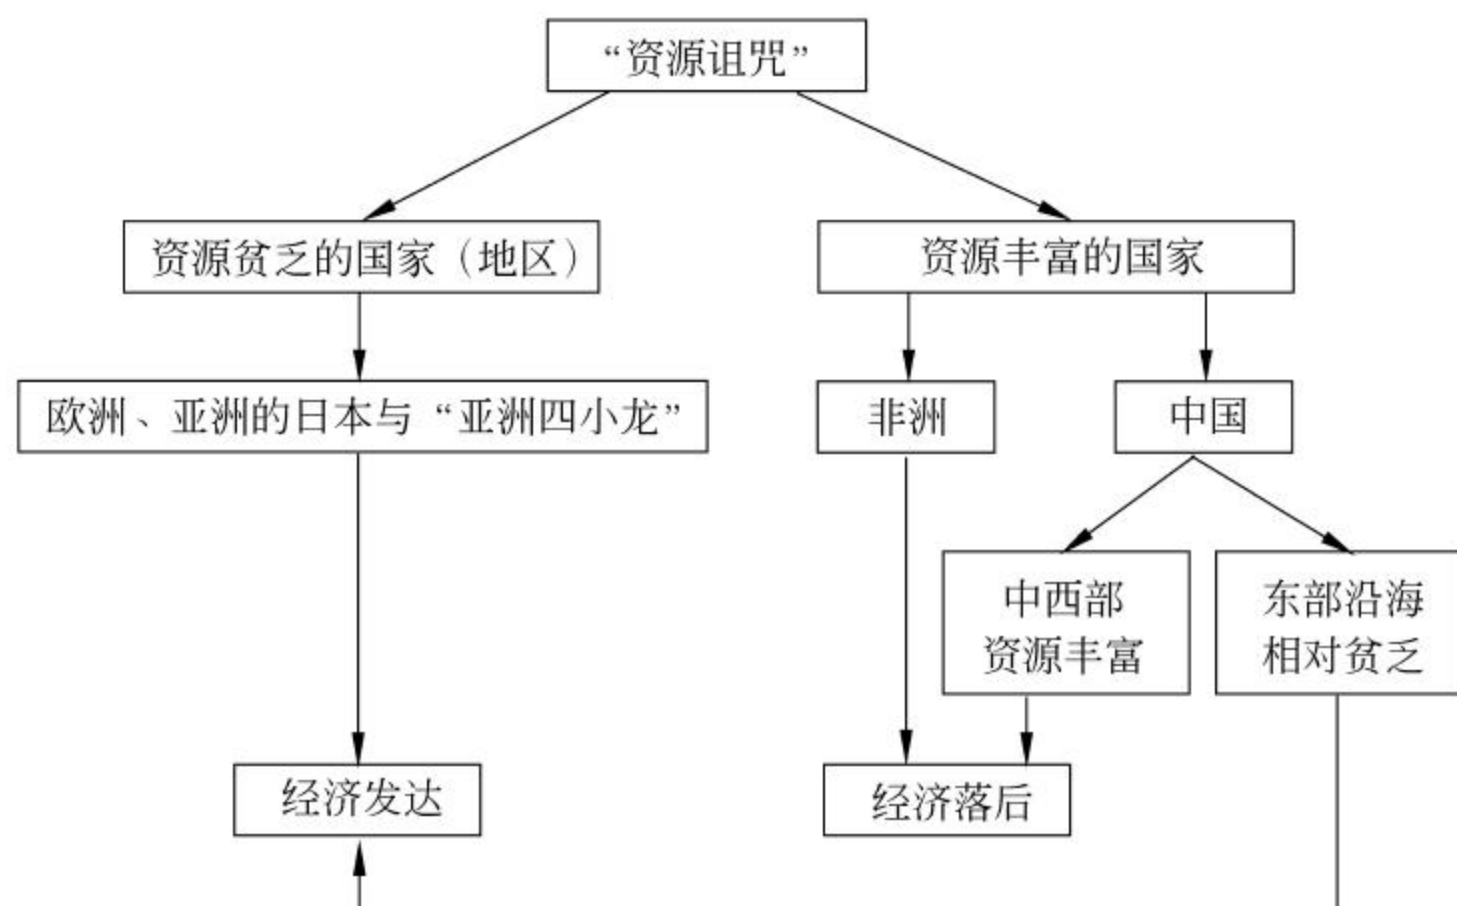 “资源诅咒”
资源贫乏的国家（地区）
资源丰富的国家
欧洲、亚洲的日本与“亚洲四小龙”
非洲
中国
中西部
资源丰富
东部沿海
相对贫乏
经济发达
经济落后